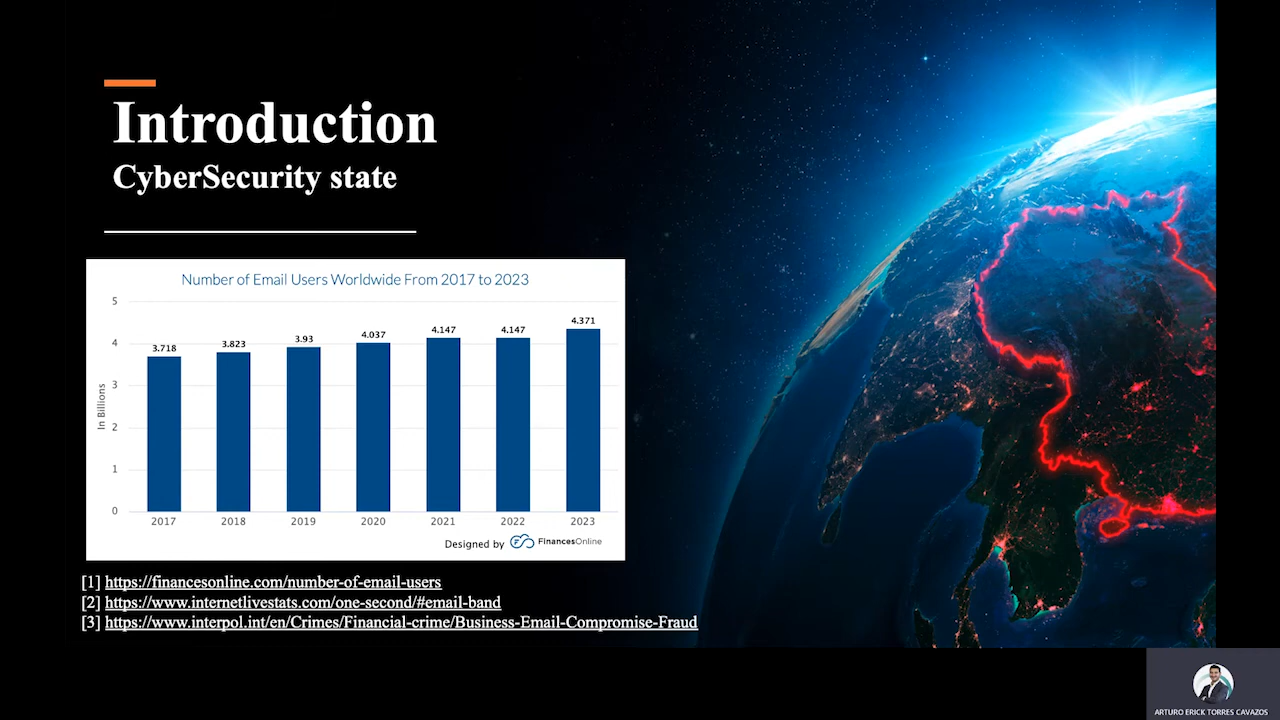 Introduction
CyberSecurity state
Number of Email Users Worldwide From 2017 to 2023
In Billions
5
4
3
2
1
0
3.718
3.823
3.93
4.037
4.147
4.147
4.371
2017 2018 2019 2020 2021 2022 2023
Designed by FinancesOnline
[1] https://financesonline.com/number-of-email-users
[2] https://www.internetlivestats.com/one-second/#email-band
[3] https://www.interpol.int/en/Crimes/Financial-crime/Business-Email-Compromise-Fraud
ARTURO ERICK TORRES CAVAZOS